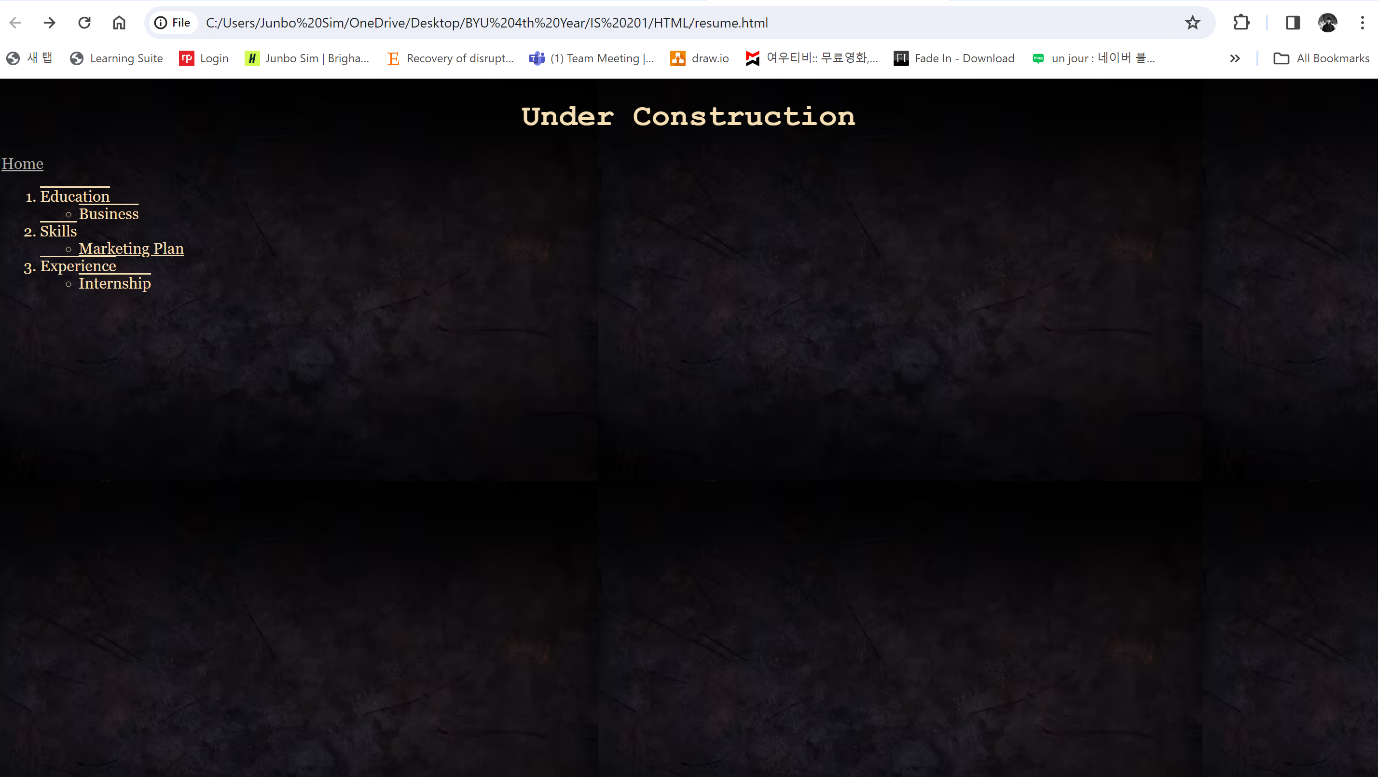 File C:/Users/Junbo%20Sim/OneDrive/Desktop/BYU%204th%20Year/IS%20201/HTML/resume.html
새 탭 Learning Suite rp Login H Junbo Sim | Brigha... E Recovery of disrupt... (1) Team Meeting |... draw.io 여우티비:: 무료영화,... FI Fade In - Download un jour : 네이버 블... » All Bookmarks
Under Construction
Home
1. Education
Business
2. Skills
Marketing Plan
3. Experience
Internship